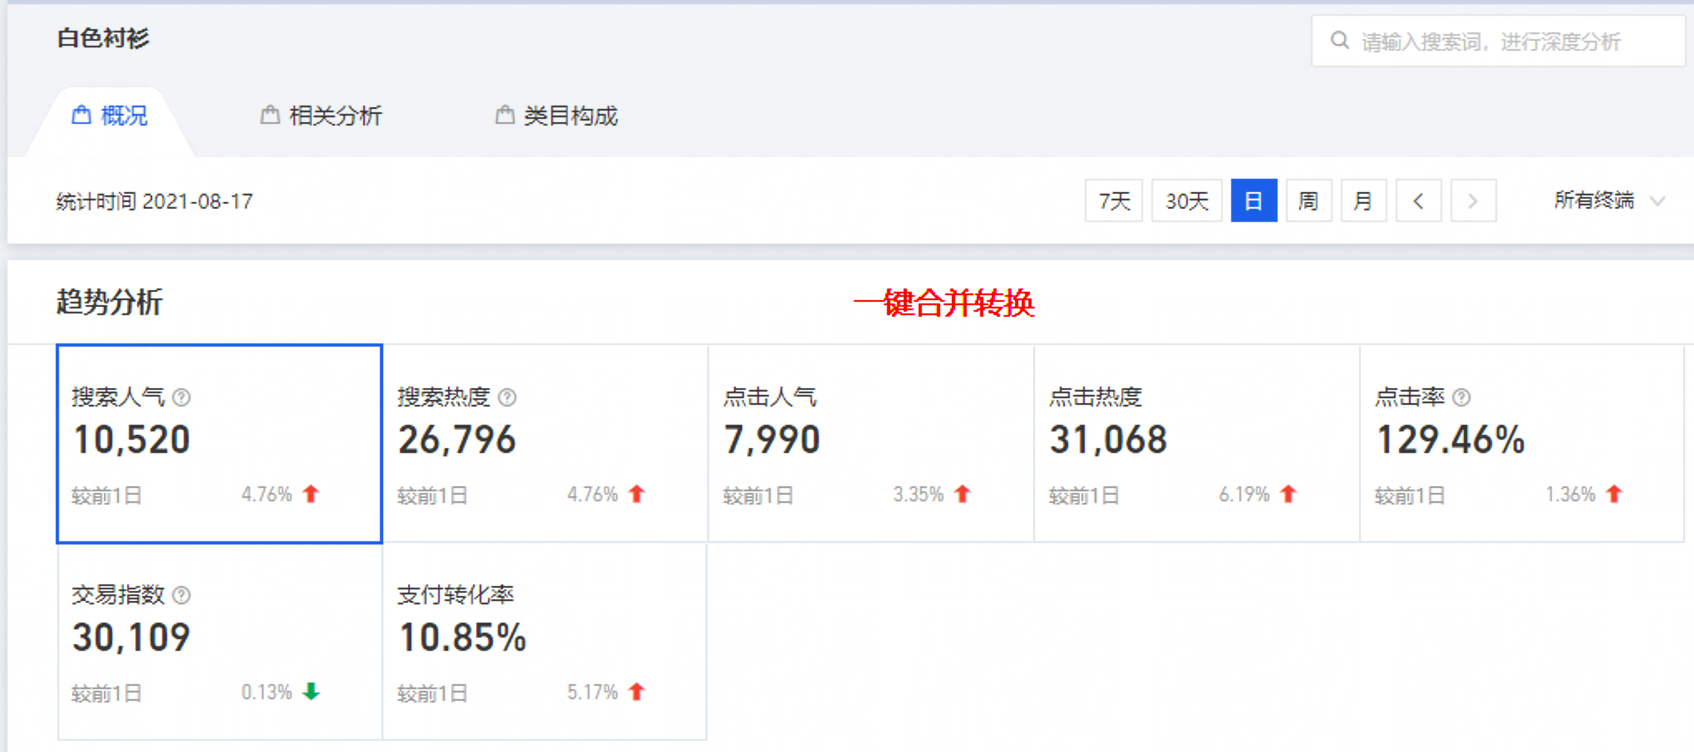 白色衬衫
请输入搜索词，进行深度分析
概况 相关分析 类目构成
统计时间 2021-08-17 7天 30天 日 周 月 < > 所有终端
趋势分析 一键合并转换
搜索人气 ? 搜索热度 ? 点击人气 点击热度 点击率 ?
10,520 26,796 7,990 31,068 129.46%
较前1日 4.76% 较前1日 4.76% 较前1日 3.35% 较前1日 6.19% 较前1日 1.36%
交易指数 ? 支付转化率
30,109 10.85%
较前1日 0.13% 较前1日 5.17%